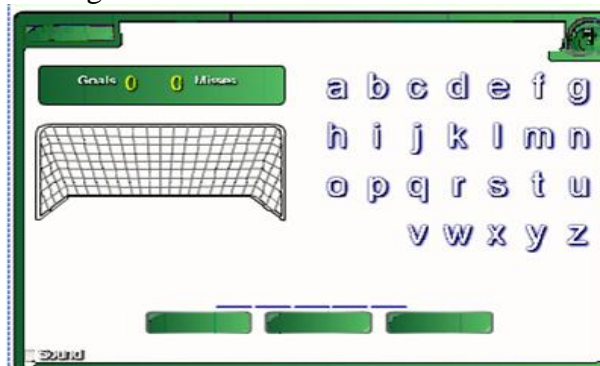 Goals 0 0 Misses
a b c d e f g
h i j k l m n
o p q r s t u
v w x y z
Sound